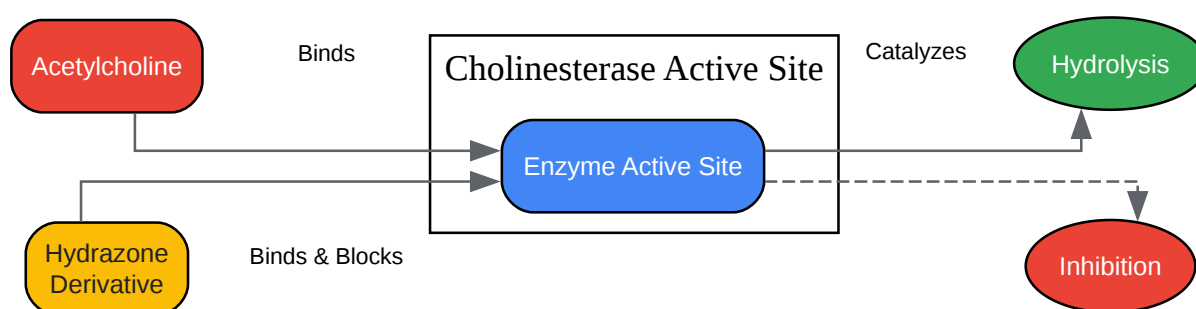 Acetylcholine
Binds
Cholinesterase Active Site
Catalyzes
Hydrolysis
Enzyme Active Site
Hydrazone
Derivative
Binds & Blocks
Inhibition